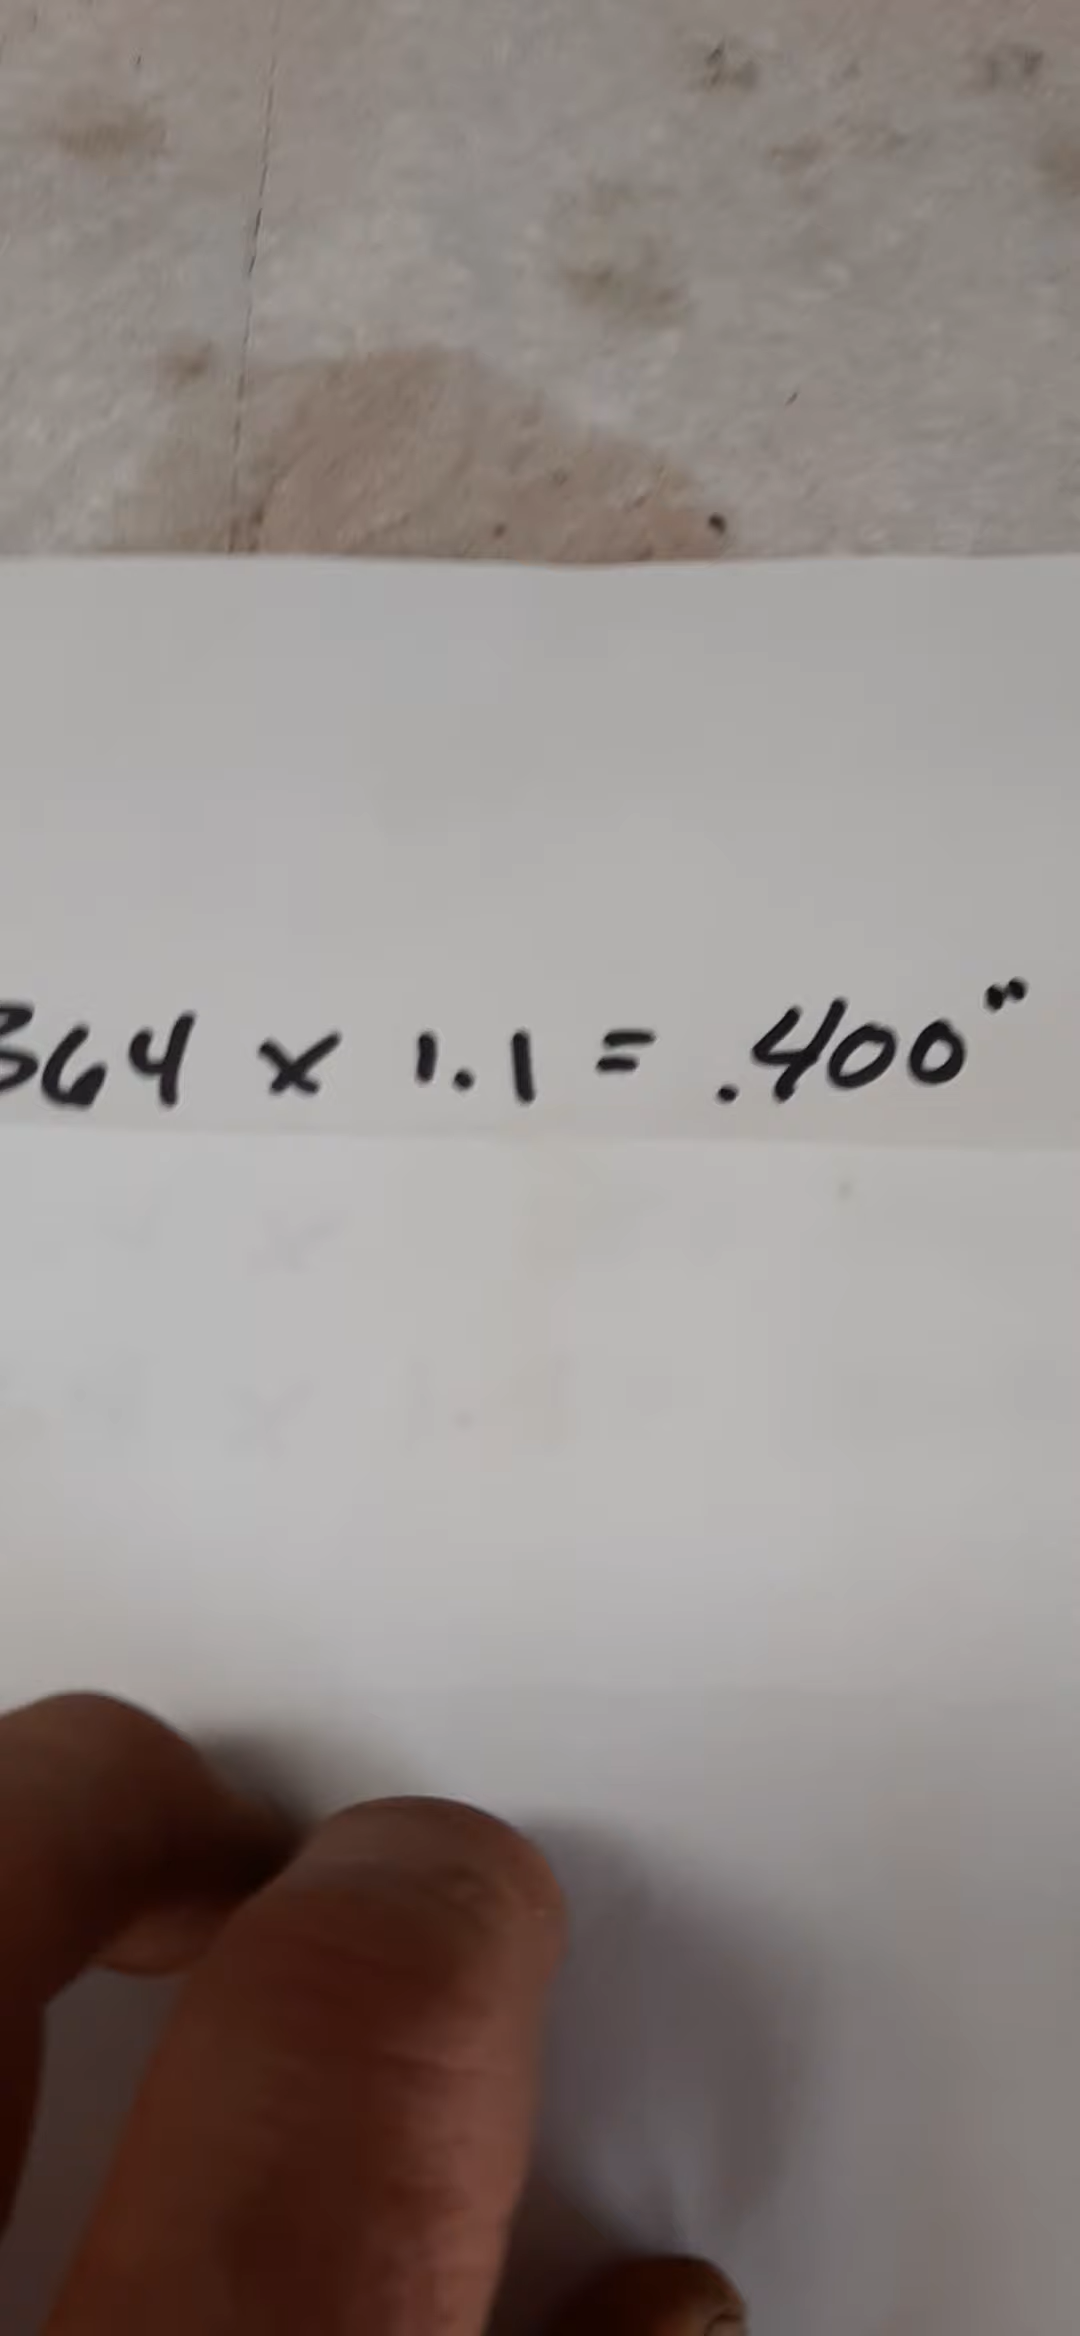 364 x 1.1 = .400"